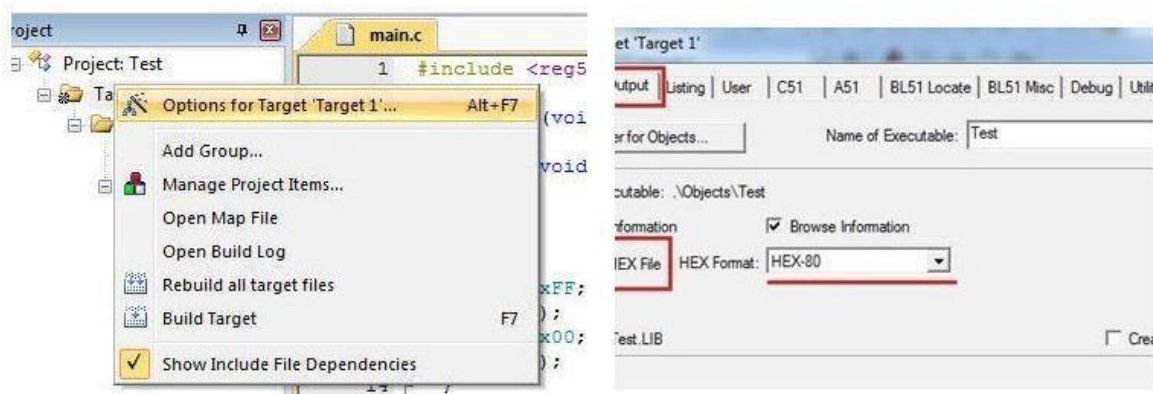 roject
Project: Test
Ta
Options for Target 'Target 1'... Alt+F7
Add Group...
Manage Project Items...
Open Map File
Open Build Log
Rebuild all target files
Build Target F7
Show Include File Dependencies
main.c
1 #include <reg5
(voi
void
xFF;
);
x00;
);
14 }
et 'Target 1'
utput Listing User C51 A51 BL51 Locate BL51 Misc Debug Utilit
er for Objects... Name of Executable: Test
cutable: .\Objects\Test
nformation Browse Information
HEX File HEX Format: HEX-80
Test.LIB Crea